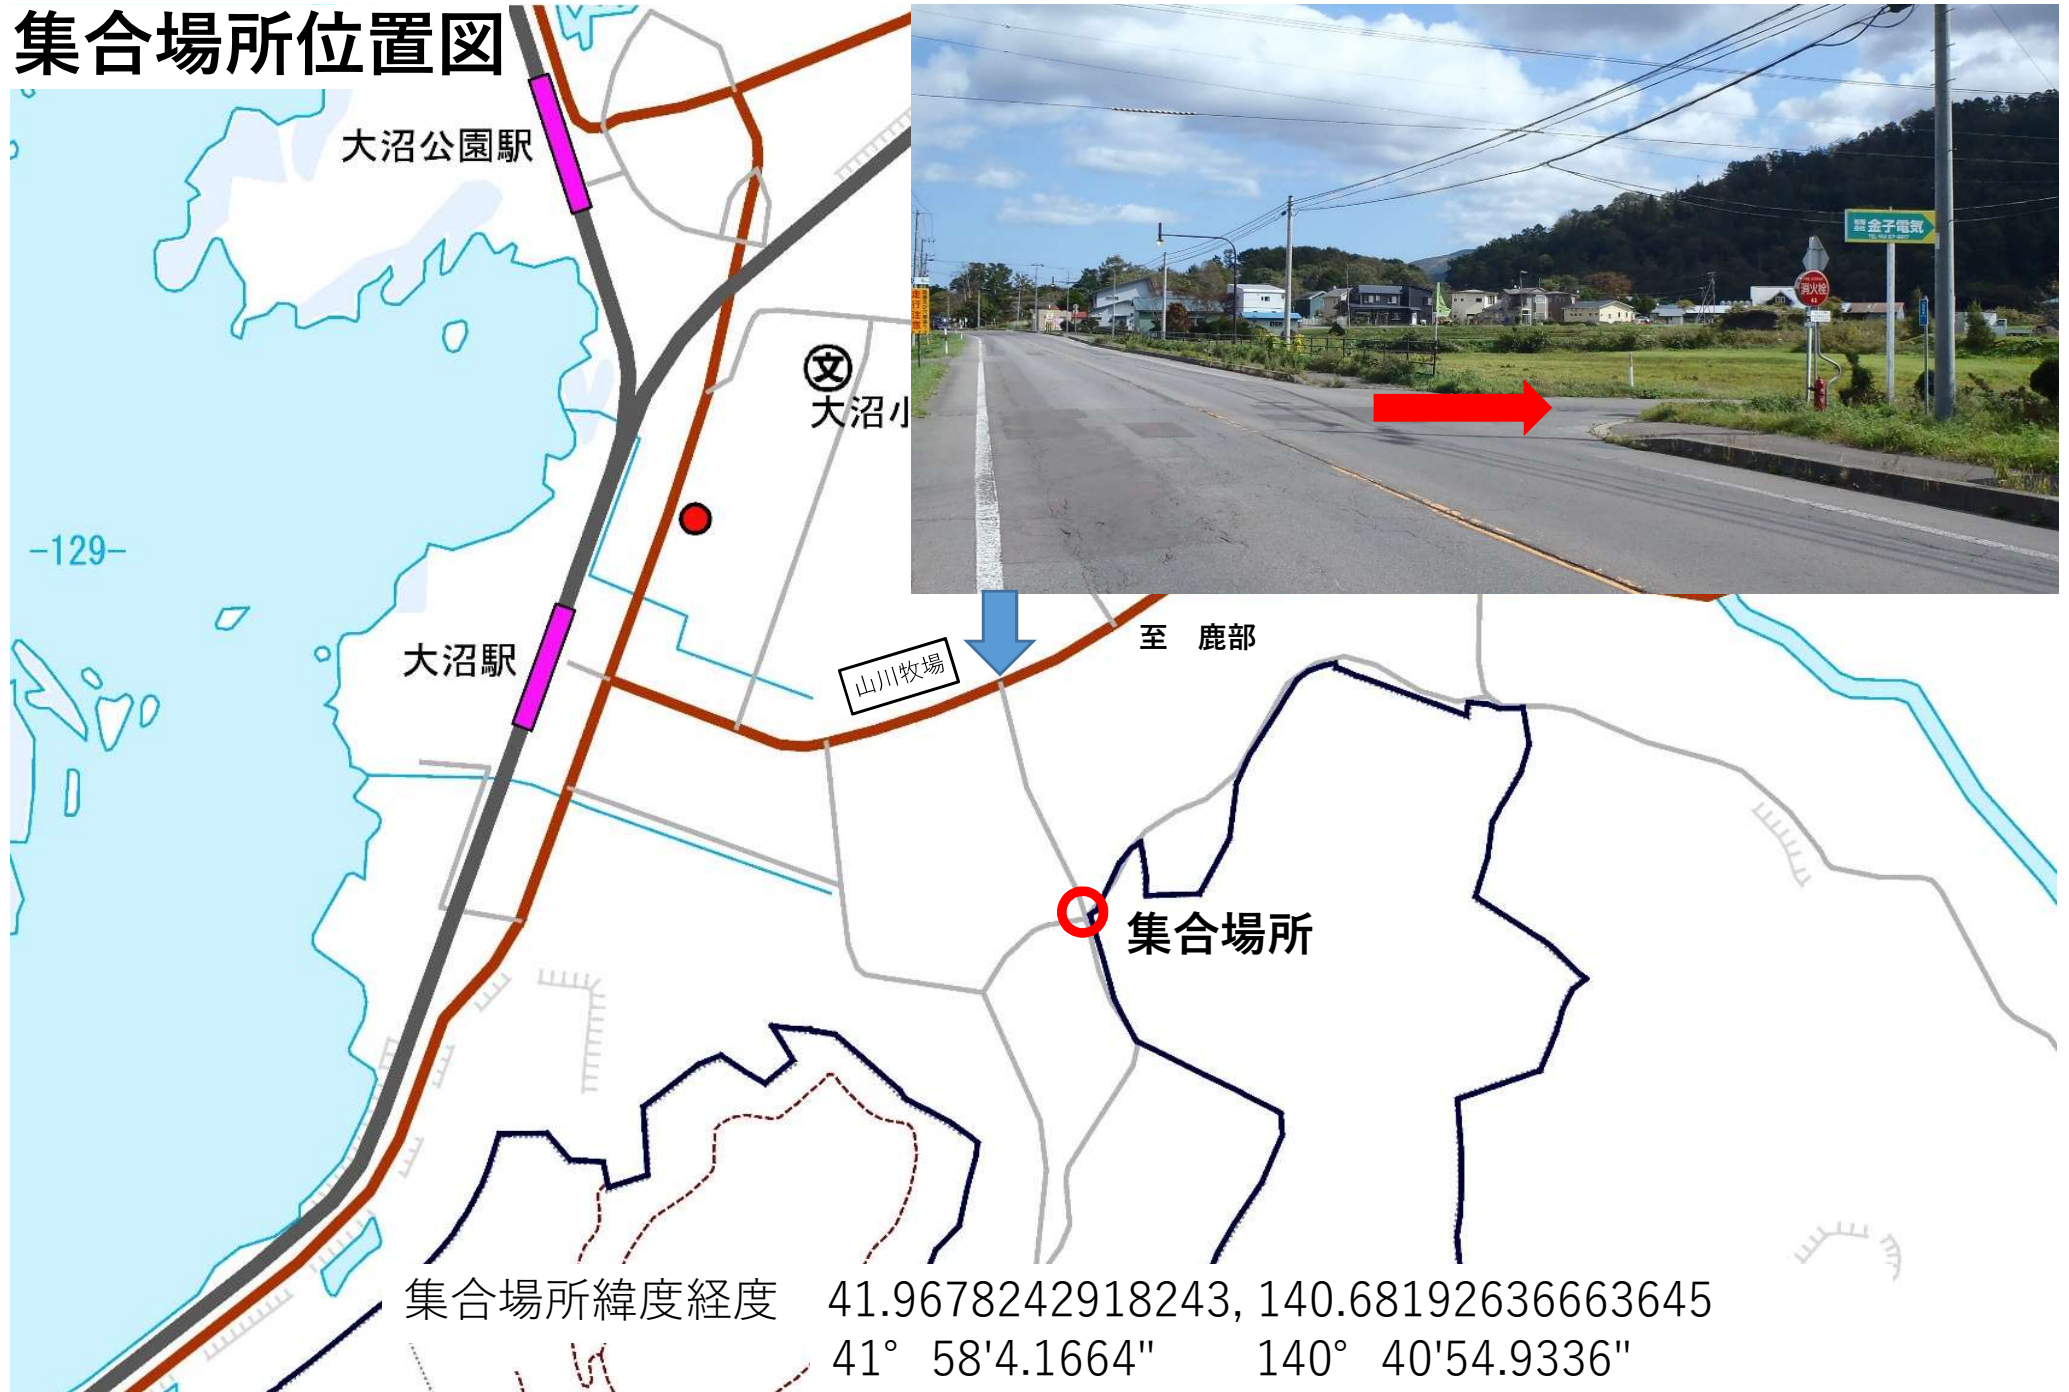 集合場所位置図
大沼公園駅
文
大沼小
-129-
大沼駅
山川牧場
至 鹿部
金子電気
消火栓
集合場所
集合場所緯度経度 41.9678242918243, 140.68192636663645
41° 58'4.1664" 140° 40'54.9336"